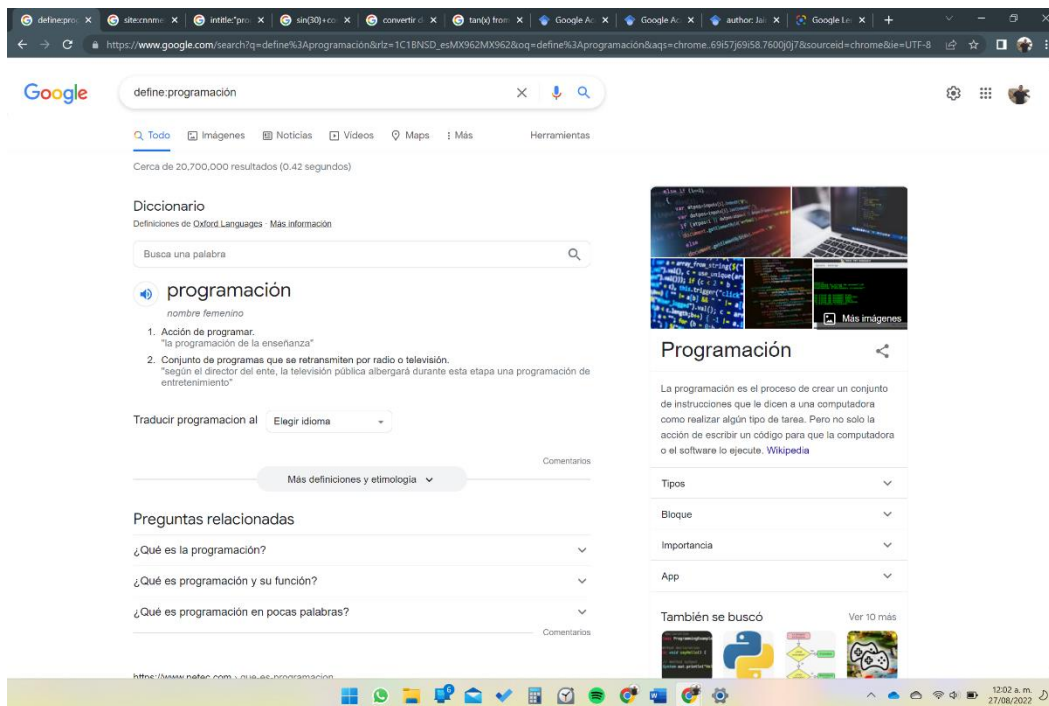 define:proc
site:cnnme
intitle:"pro
sin(30)+co
convertir d
tan(x) from
Google Ac
Google Ac
author: Jai
Google Le
https://www.google.com/search?q=define%3Aprogramación&rlz=1C1BNSD_esMX962MX962&oq=define%3Aprogramación&aqs=chrome..69i57j69i58.7600j0j7&sourceid=chrome&ie=UTF-8
Google
define:programación
Todo Imágenes Noticias Videos Maps Más Herramientas
Cerca de 20,700,000 resultados (0.42 segundos)
Diccionario
Definiciones de Oxford Languages · Más información
Busca una palabra
programación
nombre femenino
1. Acción de programar.
"la programación de la enseñanza"
2. Conjunto de programas que se retransmiten por radio o televisión.
"según el director del ente, la televisión pública albergará durante esta etapa una programación de
entretenimiento"
Traducir programacion al Elegir idioma
Comentarios
Más definiciones y etimología
Preguntas relacionadas
¿Qué es la programación?
¿Qué es programación y su función?
¿Qué es programación en pocas palabras?
Comentarios
https://www.netec.com › que-es-programacion
Más imágenes
Programación
La programación es el proceso de crear un conjunto
de instrucciones que le dicen a una computadora
como realizar algún tipo de tarea. Pero no solo la
acción de escribir un código para que la computadora
o el software lo ejecute. Wikipedia
Tipos
Bloque
Importancia
App
También se buscó Ver 10 más
12:02 a. m.
27/08/2022